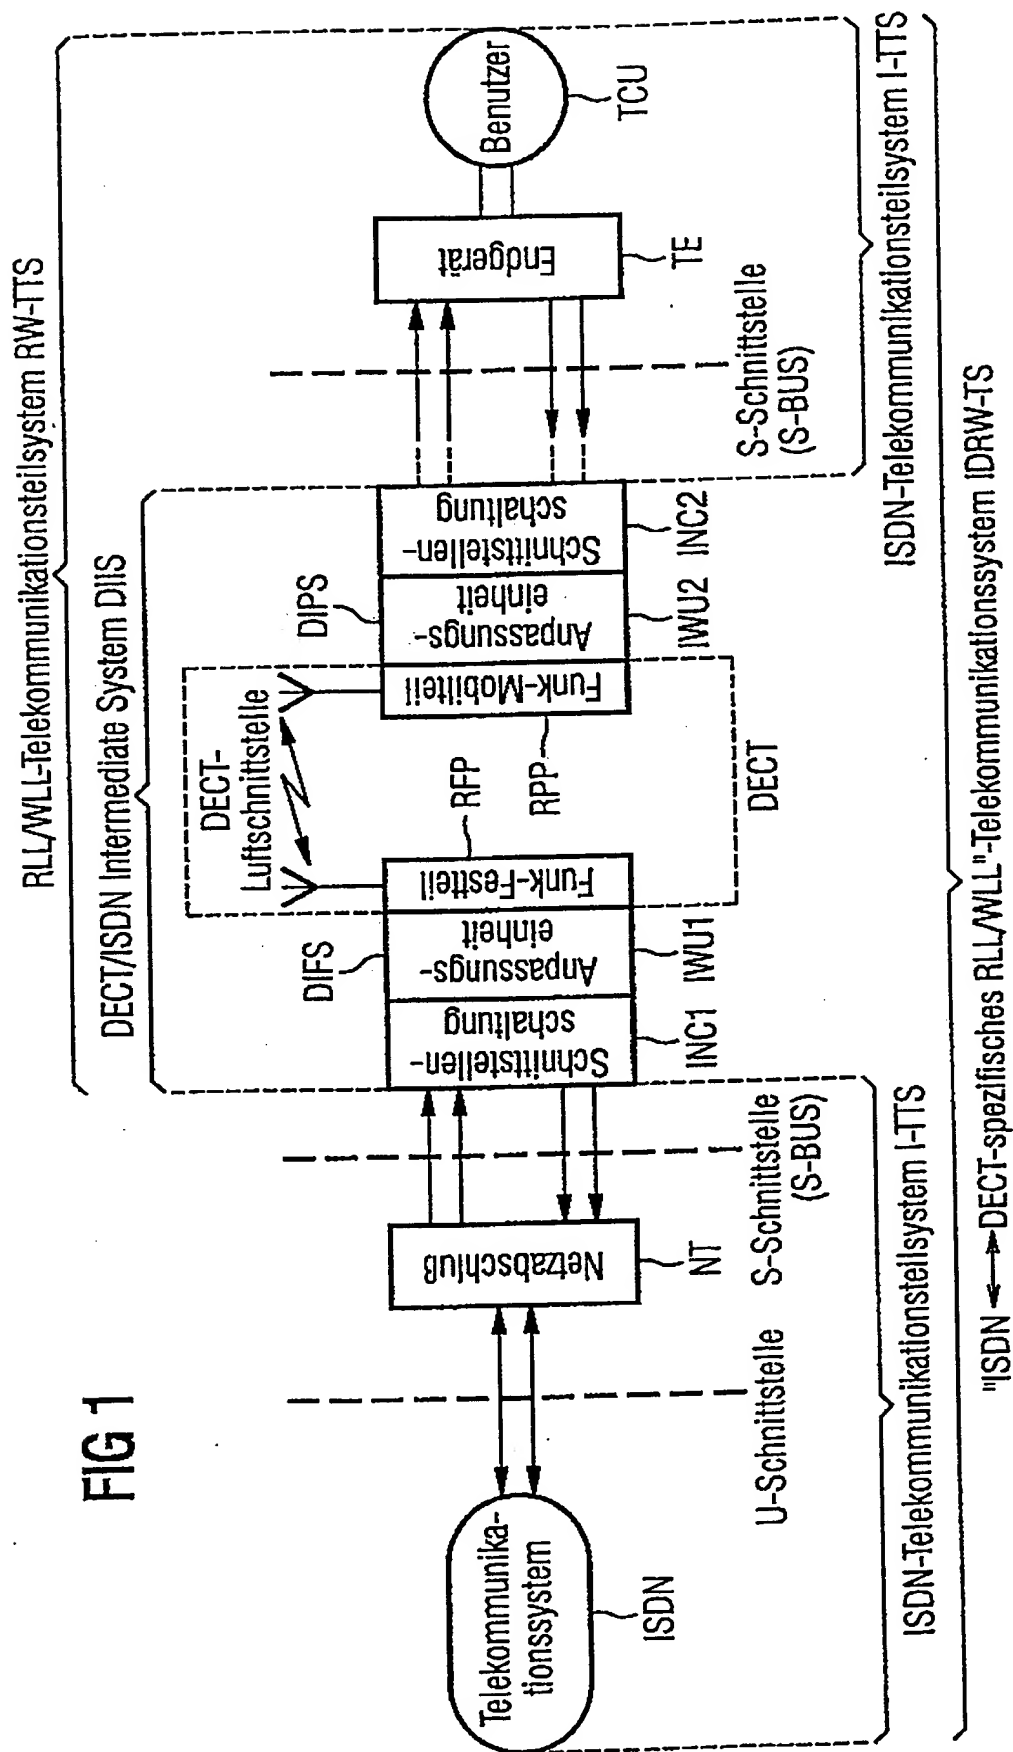 FIG 1
RLL/WLL-Telekommunikationsteilsystem RW-TTS
DECT/ISDN Intermediate System DIIS
DECT-
Luftschnittstelle
DIFS
DIPS
RFP
RPP
DECT
Telekommunika-
tionssystem
ISDN
U-Schnittstelle
Netzabschluß
NT
S-Schnittstelle
(S-BUS)
Schnittstellen-
schaltung
INC1
Anpassungs-
einheit
IWU1
Funk-Festteil
Funk-Mobilteil
Anpassungs-
einheit
IWU2
Schnittstellen-
schaltung
INC2
S-Schnittstelle
(S-BUS)
Endgerät
TE
Benutzer
TCU
ISDN-Telekommunikationsteilsystem I-TTS
ISDN-Telekommunikationsteilsystem I-TTS
"ISDN ⟷ DECT-spezifisches RLL/WLL"-Telekommunikationssystem IDRW-TS